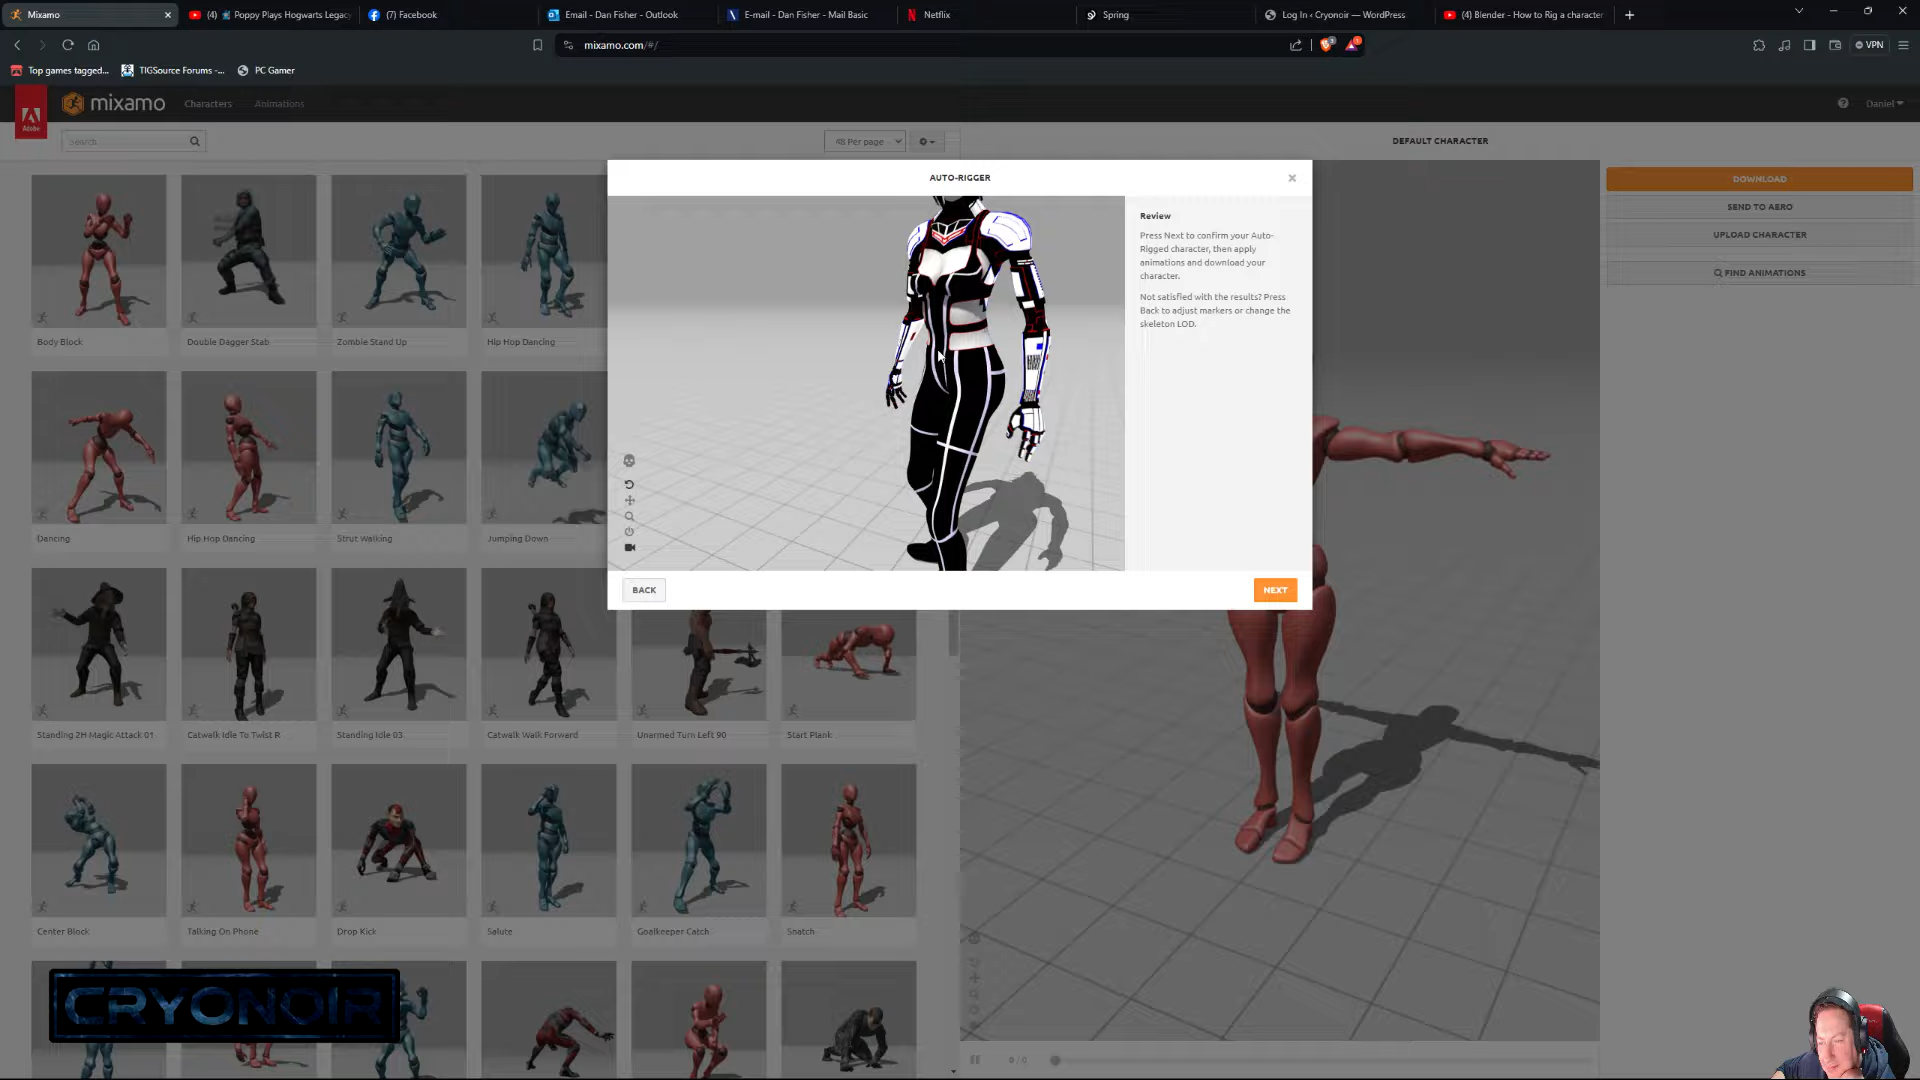 Mixamo
(4) Poppy Plays Hogwarts Legacy
(7) Facebook
Email - Dan Fisher - Outlook
E-mail - Dan Fisher - Mail Basic
Netflix
Spring
Log In ‹ Cryonoir — WordPress
(4) Blender - How to Rig a character
mixamo.com/#/
VPN
Top games tagged...
TIGSource Forums -...
PC Gamer
Adobe
mixamo
Characters
Animations
Daniel
Search
48 Per page
DEFAULT CHARACTER
AUTO-RIGGER
DOWNLOAD
SEND TO AERO
UPLOAD CHARACTER
FIND ANIMATIONS
Review
Press Next to confirm your Auto-
Rigged character, then apply
animations and download your
character.
Not satisfied with the results? Press
Back to adjust markers or change the
skeleton LOD.
BACK
NEXT
Body Block
Double Dagger Stab
Zombie Stand Up
Hip Hop Dancing
Dancing
Hip Hop Dancing
Strut Walking
Jumping Down
Standing 2H Magic Attack 01
Catwalk Idle To Twist R
Standing Idle 03
Catwalk Walk Forward
Unarmed Turn Left 90
Start Plank
Center Block
Talking On Phone
Drop Kick
Salute
Goalkeeper Catch
Snatch
CRYONOIR
0 / 0